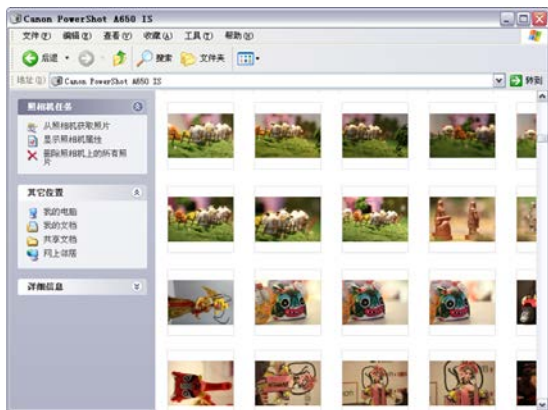 Canon PowerShot A650 IS
文件(F) 编辑(E) 查看(V) 收藏(A) 工具(T) 帮助(H)
后退 搜索 文件夹
地址(D) Canon PowerShot A650 IS 转到
照相机任务
从照相机获取照片
显示照相机属性
删除照相机上的所有照
片
其它位置
我的电脑
我的文档
共享文档
网上邻居
详细信息